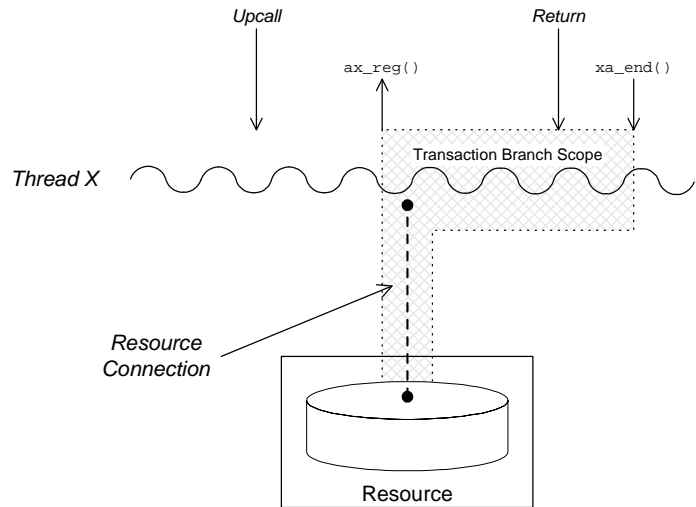 Upcall
Return
ax_reg()
xa_end()
Transaction Branch Scope
Thread X
Resource
Connection
Resource